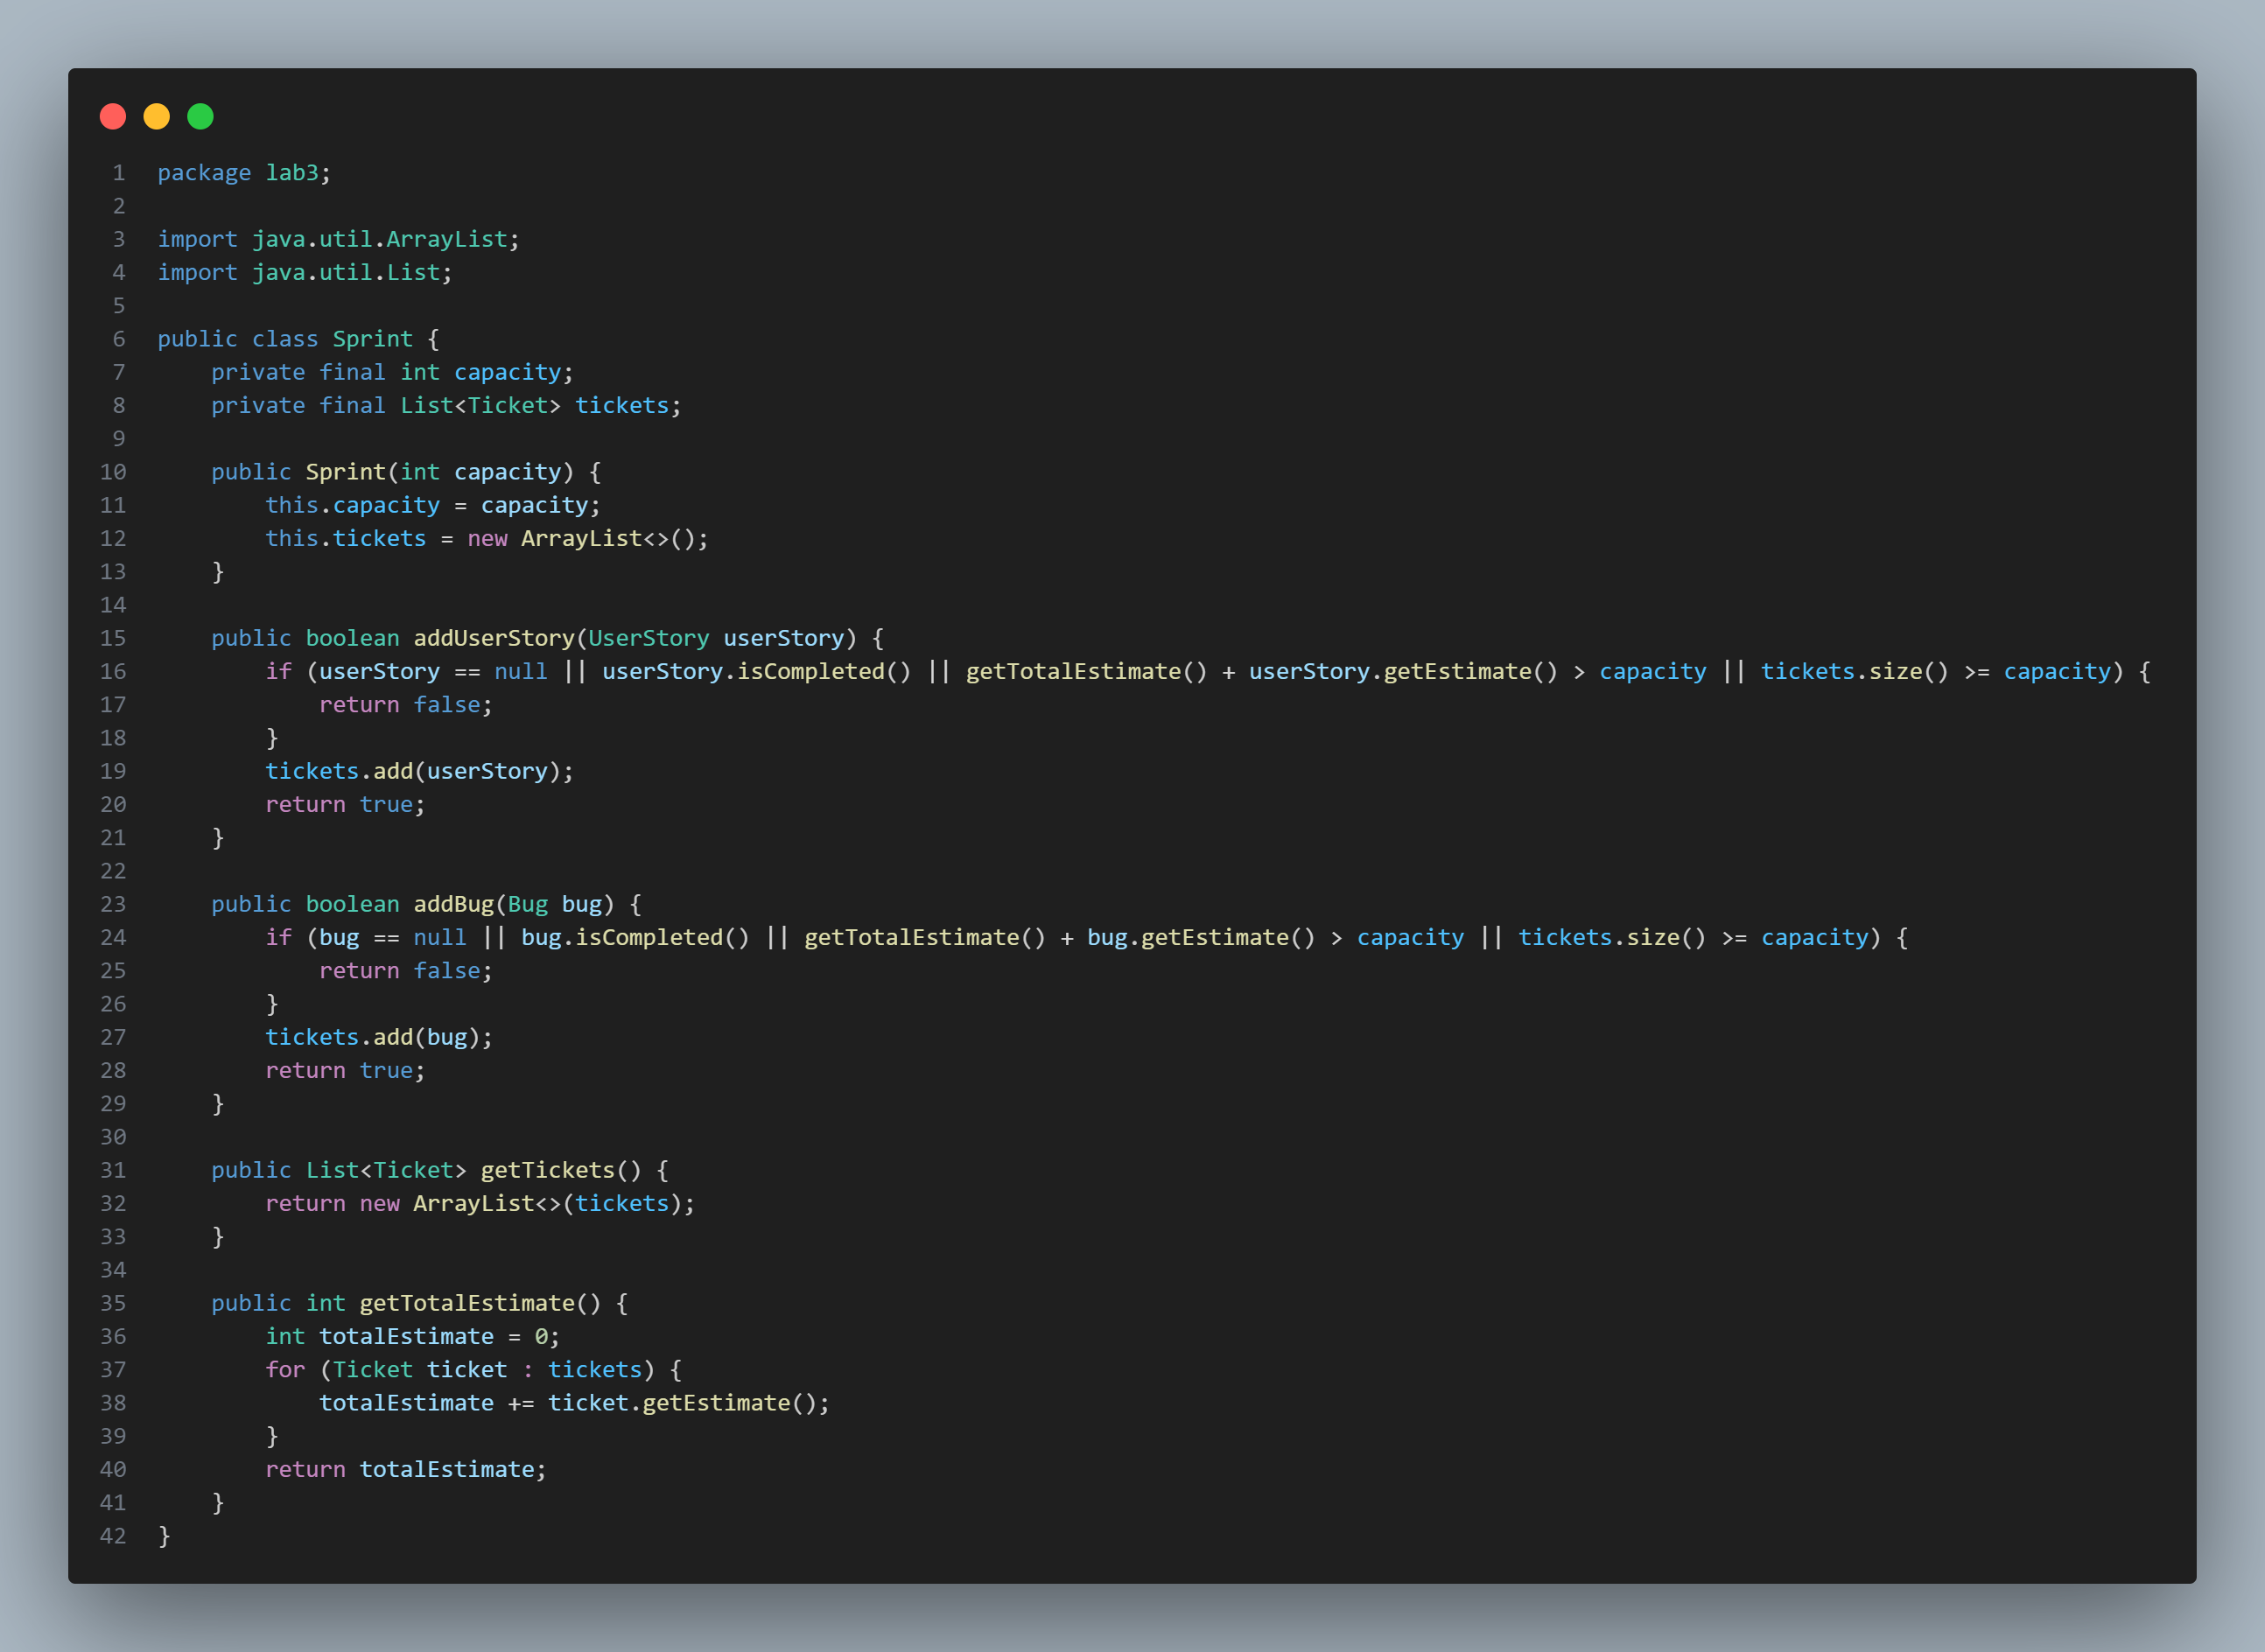 1 package lab3;
2
3 import java.util.ArrayList;
4 import java.util.List;
5
6 public class Sprint {
7     private final int capacity;
8     private final List<Ticket> tickets;
9
10     public Sprint(int capacity) {
11         this.capacity = capacity;
12         this.tickets = new ArrayList<>();
13     }
14
15     public boolean addUserStory(UserStory userStory) {
16         if (userStory == null || userStory.isCompleted() || getTotalEstimate() + userStory.getEstimate() > capacity || tickets.size() >= capacity) {
17             return false;
18         }
19         tickets.add(userStory);
20         return true;
21     }
22
23     public boolean addBug(Bug bug) {
24         if (bug == null || bug.isCompleted() || getTotalEstimate() + bug.getEstimate() > capacity || tickets.size() >= capacity) {
25             return false;
26         }
27         tickets.add(bug);
28         return true;
29     }
30
31     public List<Ticket> getTickets() {
32         return new ArrayList<>(tickets);
33     }
34
35     public int getTotalEstimate() {
36         int totalEstimate = 0;
37         for (Ticket ticket : tickets) {
38             totalEstimate += ticket.getEstimate();
39         }
40         return totalEstimate;
41     }
42 }